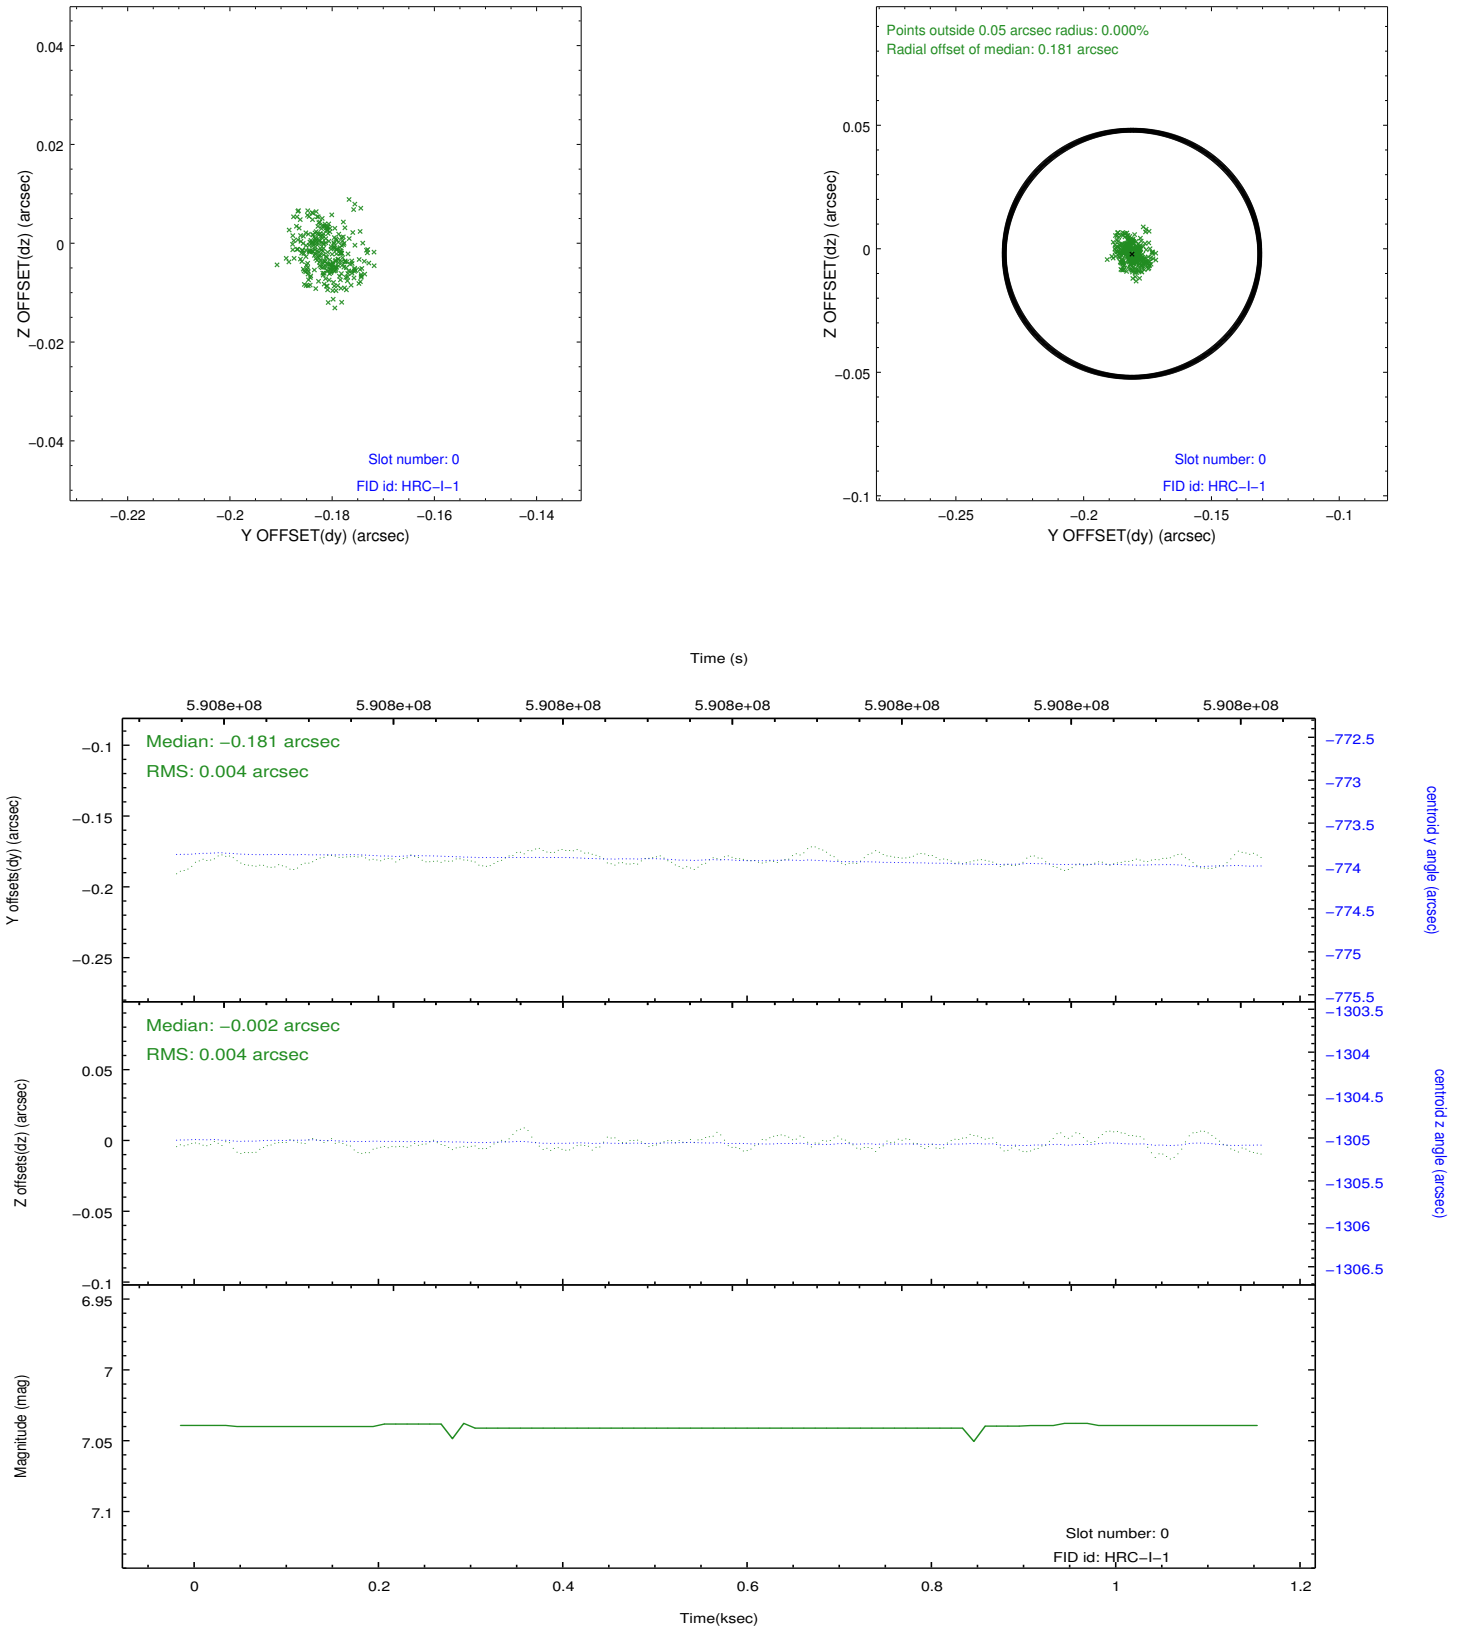 0.04
0.02
0
−0.02
−0.04
Z OFFSET(dz) (arcsec)
Slot number: 0
FID id: HRC−I−1
−0.22
−0.2
−0.18
−0.16
−0.14
Y OFFSET(dy) (arcsec)
Points outside 0.05 arcsec radius: 0.000%
Radial offset of median: 0.181 arcsec
0.05
0
−0.05
−0.1
Z OFFSET(dz) (arcsec)
Slot number: 0
FID id: HRC−I−1
−0.25
−0.2
−0.15
−0.1
Y OFFSET(dy) (arcsec)
Time (s)
5.908e+08
5.908e+08
5.908e+08
5.908e+08
5.908e+08
5.908e+08
5.908e+08
Median: −0.181 arcsec
RMS: 0.004 arcsec
−0.1
−0.15
−0.2
−0.25
Y offsets(dy) (arcsec)
−772.5
−773
−773.5
−774
−774.5
−775
−775.5
centroid y angle (arcsec)
Median: −0.002 arcsec
RMS: 0.004 arcsec
0.05
0
−0.05
−0.1
Z offsets(dz) (arcsec)
−1303.5
−1304
−1304.5
−1305
−1305.5
−1306
−1306.5
centroid z angle (arcsec)
6.95
7
7.05
7.1
Magnitude (mag)
Slot number: 0
FID id: HRC−I−1
0
0.2
0.4
0.6
0.8
1
1.2
Time(ksec)